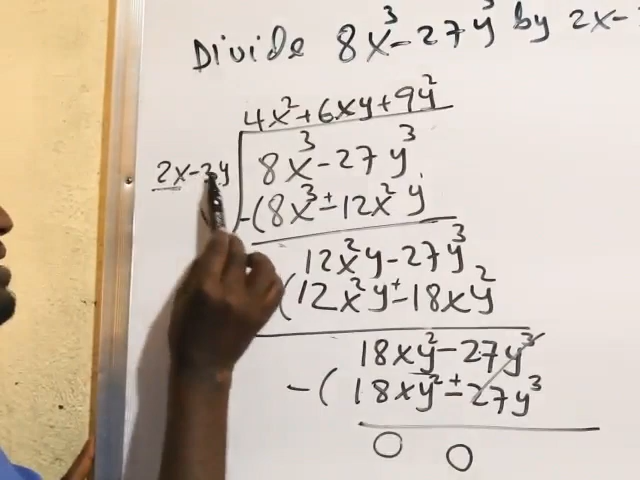 Divide 8x³-27y³ by 2x-
4x²+6xy+9y²
2x-3y 8x³-27y³
-(8x³±12x²y
12x²y-27y³
(12x²y±18xy²
18xy²-27y³
-(18xy²±27y³
0 0